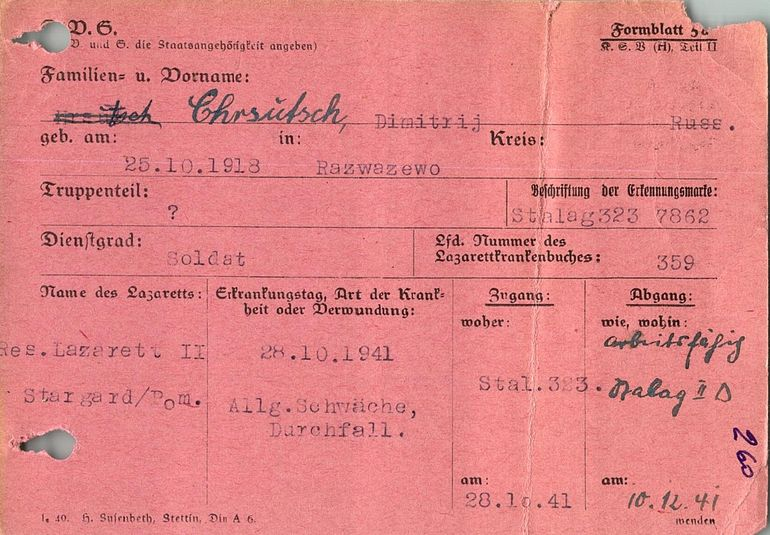 V. S.
V. und S. die Staatsangehörigkeit angeben)
Formblatt
K. S. V (H), Teil II
Familien= u. Vorname:
Chrsutsch, Dimitrij Russ.
geb. am: in: Kreis:
25.10.1918 Razwazewo
Truppenteil:
?
Beschriftung der Erkennungsmarke:
Stalag323 7862
Dienstgrad:
Soldat
Lfd. Nummer des
Lazarettkrankenbuches: 359
Name des Lazaretts:
Res.Lazarett II
Stargard/Pom.
Erkrankungstag, Art der Krank=
heit oder Verwundung:
28.10.1941
Allg.Schwäche,
Durchfall.
Zugang:
woher:
Stal.323.
am:
28.10.41
Abgang:
wie, wohin:
arbeitsfähig
Stalag II D
260
am:
10.12.41
wenden
1. 40. H. Susenbeth, Stettin, Din A 6.